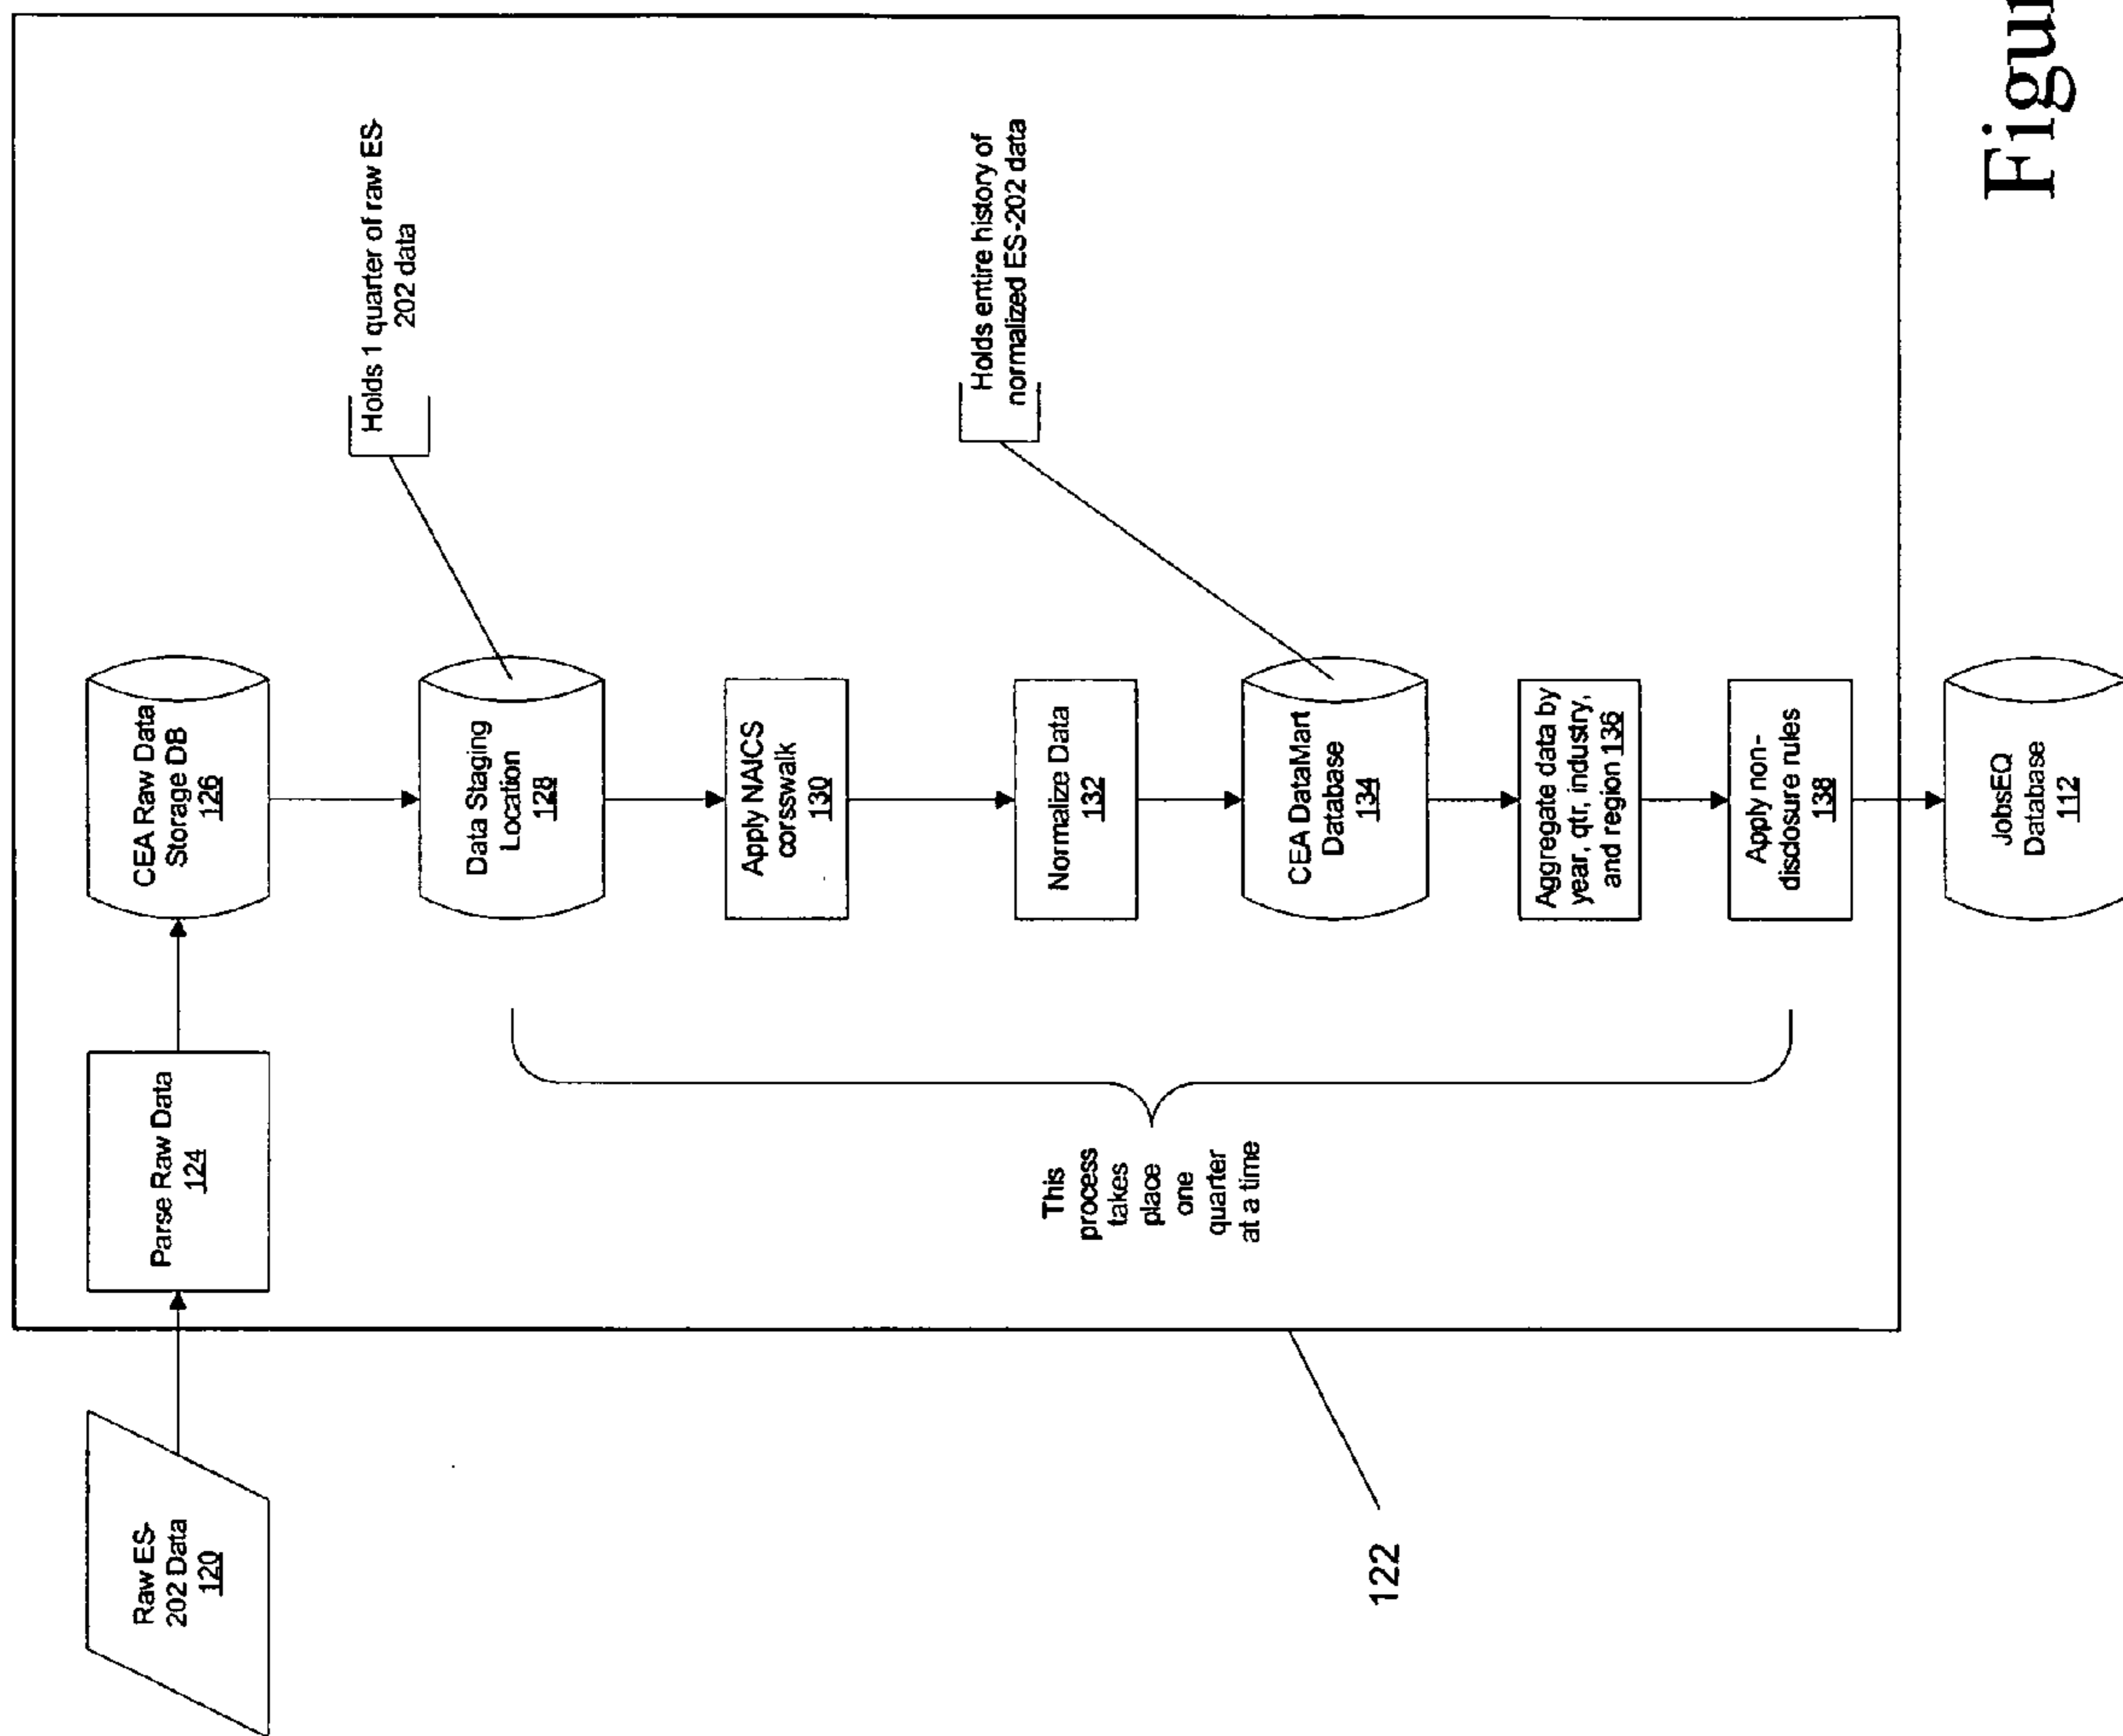 Raw ES-
202 Data
120
Parse Raw Data
124
CEA Raw Data
Storage DB
126
Holds 1 quarter of raw ES-
202 data
Data Staging
Location
128
Apply NAICS
corsswalk
130
This
process
takes
place
one
quarter
at a time
Normalize Data
132
Holds entire history of
normalized ES-202 data
CEA DataMart
Database
134
Aggregate data by
year, qtr, industry,
and region 136
Apply non-
disclosure rules
138
122
JobsEQ
Database
112